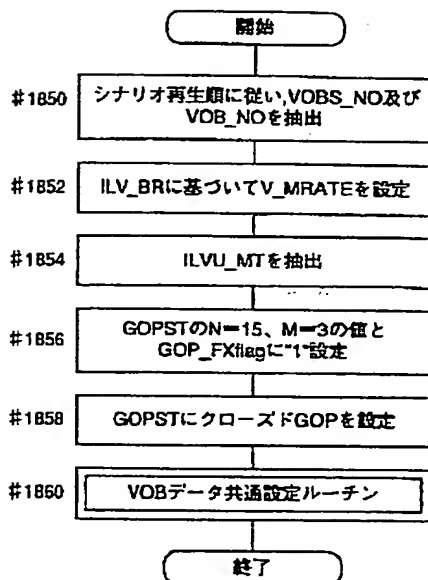 開始
#1850
シナリオ再生順に従い,VOBS_NO及び
VOB_NOを抽出
#1852
ILV_BRに基づいてV_MRATEを設定
#1854
ILVU_MTを抽出
#1856
GOPSTのN=15、M=3の値と
GOP_FXflagに"1"設定
#1858
GOPSTにクローズドGOPを設定
#1860
VOBデータ共通設定ルーチン
終了